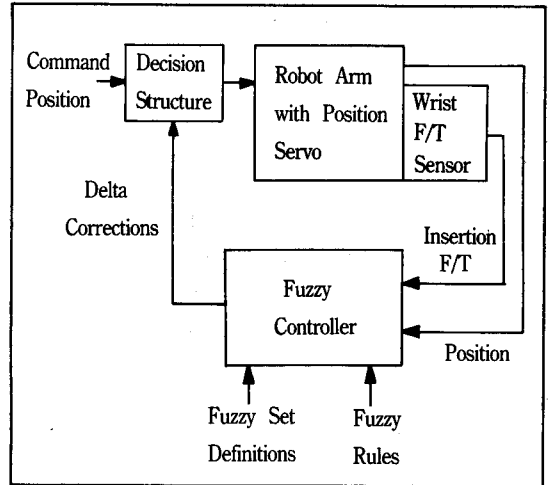 Command
Position
Decision
Structure
Robot Arm
with Position
Servo
Wrist
F/T
Sensor
Delta
Corrections
Insertion
F/T
Fuzzy
Controller
Position
Fuzzy Set
Definitions
Fuzzy
Rules